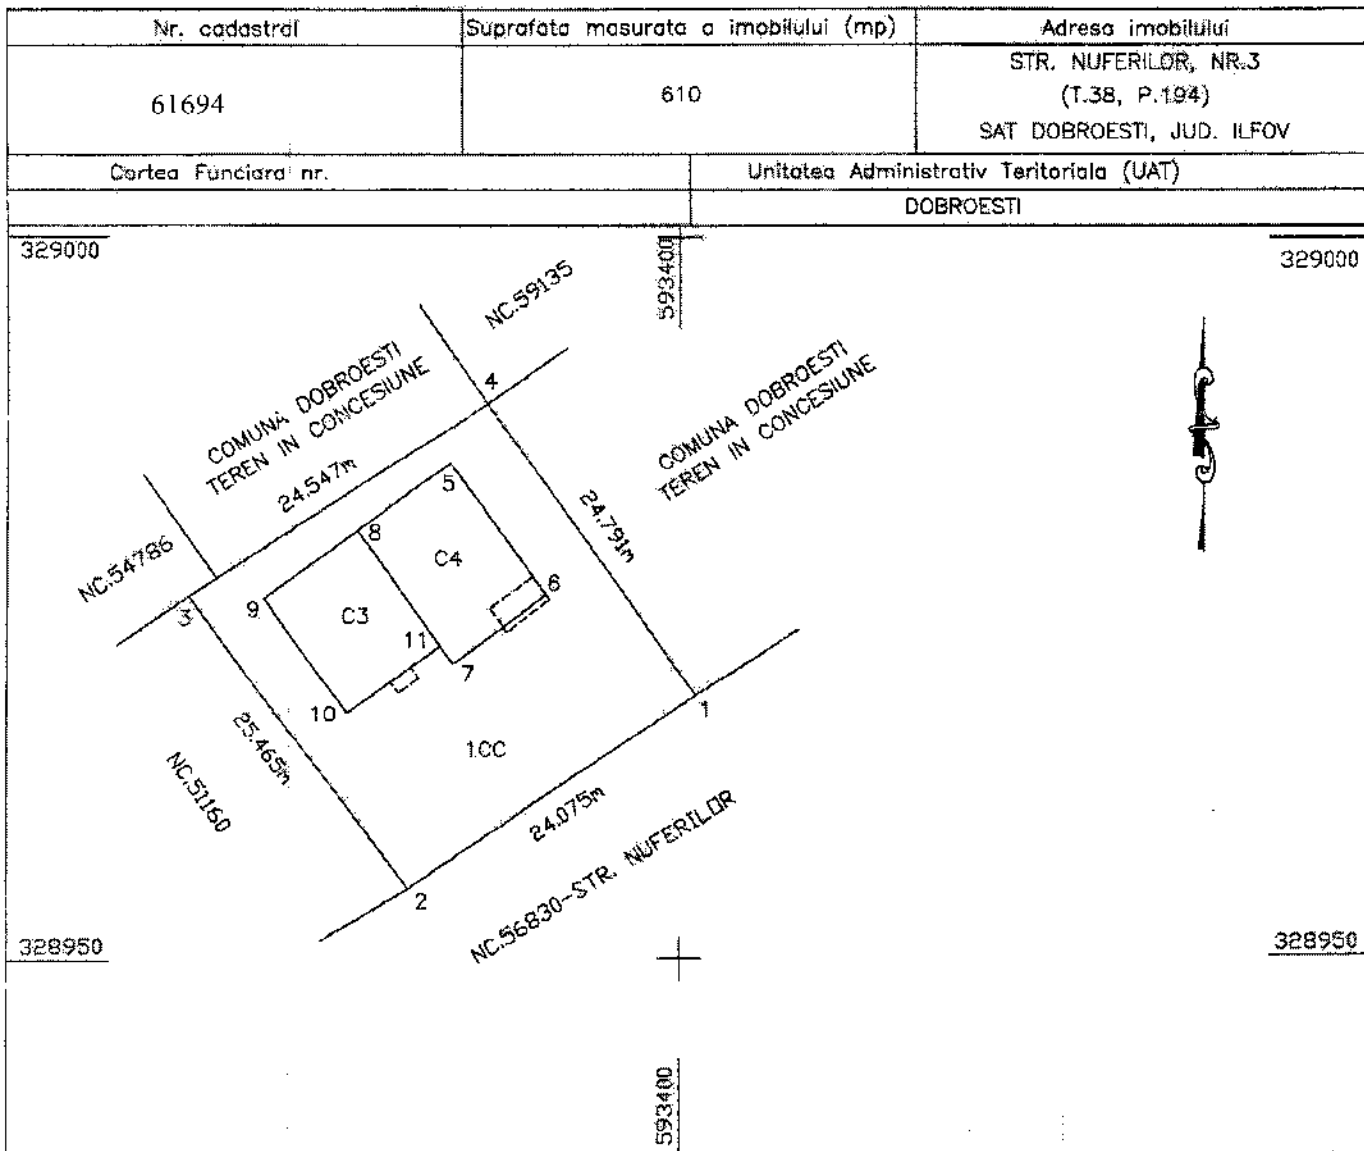 Nr. cadastral
Suprafata masurata a imobilului (mp)
Adresa imobilului
61694
610
STR. NUFERILOR, NR.3
(T.38, P.194)
SAT DOBROESTI, JUD. ILFOV
Cartea Funciara nr.
Unitatea Administrativ Teritoriala (UAT)
DOBROESTI
329000
593400
329000
NC.59135
COMUNA DOBROESTI
TEREN IN CONCESIUNE
4
COMUNA DOBROESTI
TEREN IN CONCESIUNE
24.547m
5
24.791m
8
NC.54786
C4
6
9
3
C3
11
7
10
1
25.465m
1CC
NC.51160
24.075m
2
NC.56830-STR. NUFERILOR
328950
328950
593400